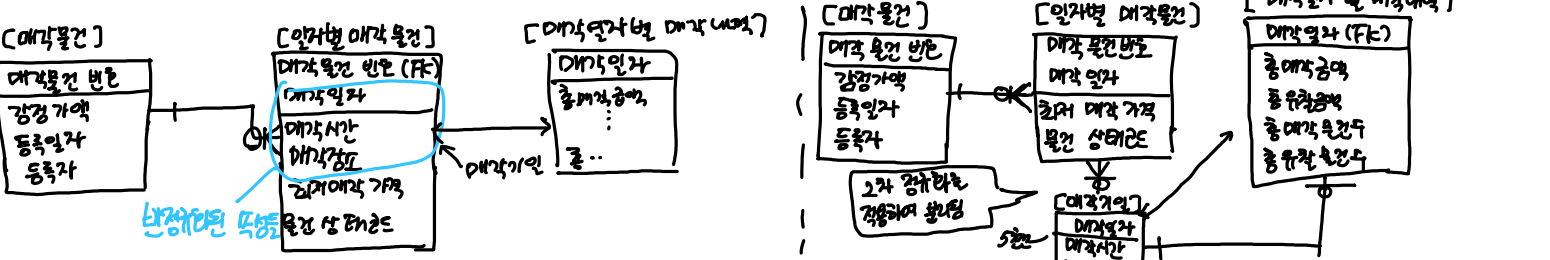 [매각물건]
매각물건 번호
감정가액
등록일자
등록자
[일자별 매각 물건]
매각물건 번호 (FK)
매각일자
매각시간
매각장소
최저매각 가격
물건 상태코드
반정규화된 속성들
매각기일
[매각일자별 매각내역]
매각일자
총매각금액
총..
[매각물건]
매각 물건 번호
감정가액
등록일자
등록자
[일자별 매각물건]
매각 물건번호
매각 일자
최저 매각 가격
물건 상태코드
2차 정규화를
적용하여 분리됨
[매각기일]
매각일자
매각시간
매각일자 (FK)
총매각금액
총유찰금액
총매각물건수
총유찰물건수